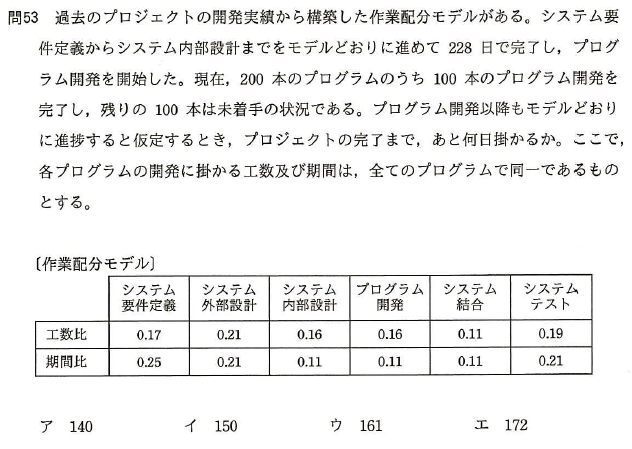 問53 過去のプロジェクトの開発実績から構築した作業配分モデルがある。システム要
件定義からシステム内部設計までをモデルどおりに進めて 228 日で完了し，プログ
ラム開発を開始した。現在，200 本のプログラムのうち 100 本のプログラム開発を
完了し，残りの 100 本は未着手の状況である。プログラム開発以降もモデルどおり
に進捗すると仮定するとき，プロジェクトの完了まで，あと何日掛かるか。ここで，
各プログラムの開発に掛かる工数及び期間は，全てのプログラムで同一であるもの
とする。
〔作業配分モデル〕
システム要件定義 システム外部設計 システム内部設計 プログラム開発 システム結合 システムテスト
工数比 0.17 0.21 0.16 0.16 0.11 0.19
期間比 0.25 0.21 0.11 0.11 0.11 0.21
ア 140 イ 150 ウ 161 エ 172